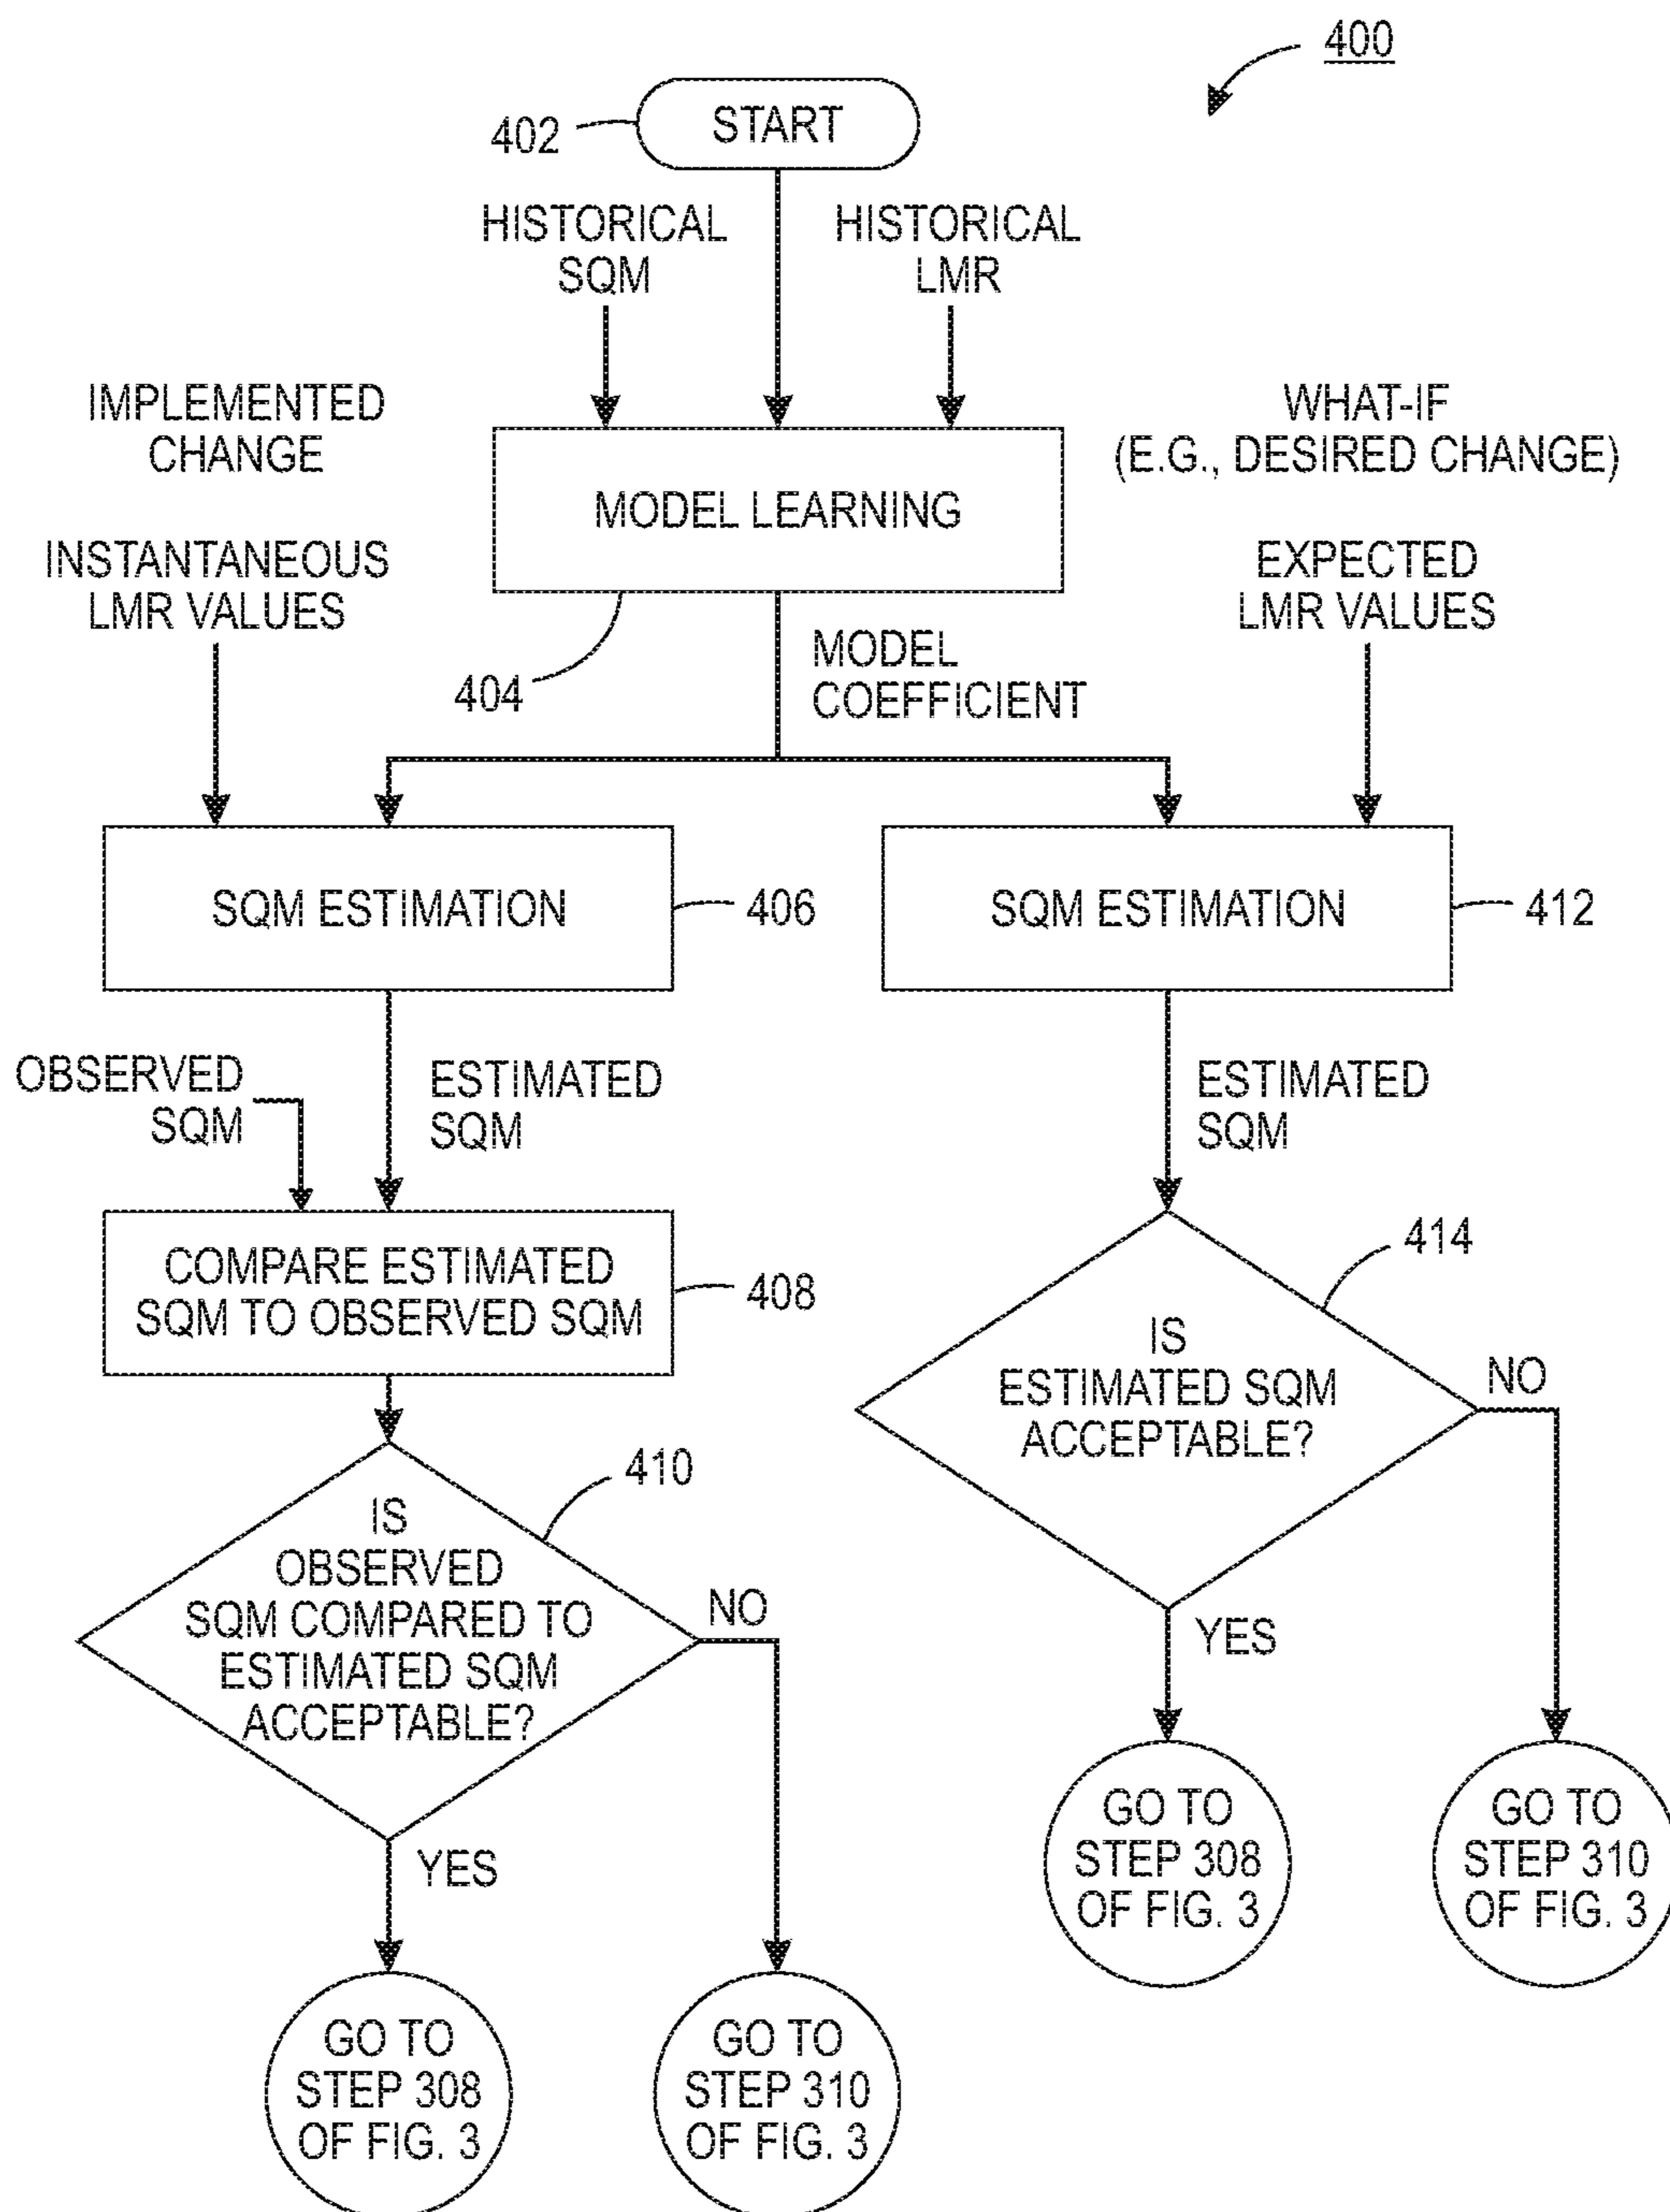 400
402
START
HISTORICAL
SQM
HISTORICAL
LMR
IMPLEMENTED
CHANGE
WHAT-IF
(E.G., DESIRED CHANGE)
MODEL LEARNING
INSTANTANEOUS
LMR VALUES
EXPECTED
LMR VALUES
404
MODEL
COEFFICIENT
SQM ESTIMATION
406
SQM ESTIMATION
412
OBSERVED
SQM
ESTIMATED
SQM
ESTIMATED
SQM
COMPARE ESTIMATED
SQM TO OBSERVED SQM
408
414
IS
ESTIMATED SQM
ACCEPTABLE?
NO
YES
410
IS
OBSERVED
SQM COMPARED TO
ESTIMATED SQM
ACCEPTABLE?
NO
YES
GO TO
STEP 308
OF FIG. 3
GO TO
STEP 310
OF FIG. 3
GO TO
STEP 308
OF FIG. 3
GO TO
STEP 310
OF FIG. 3